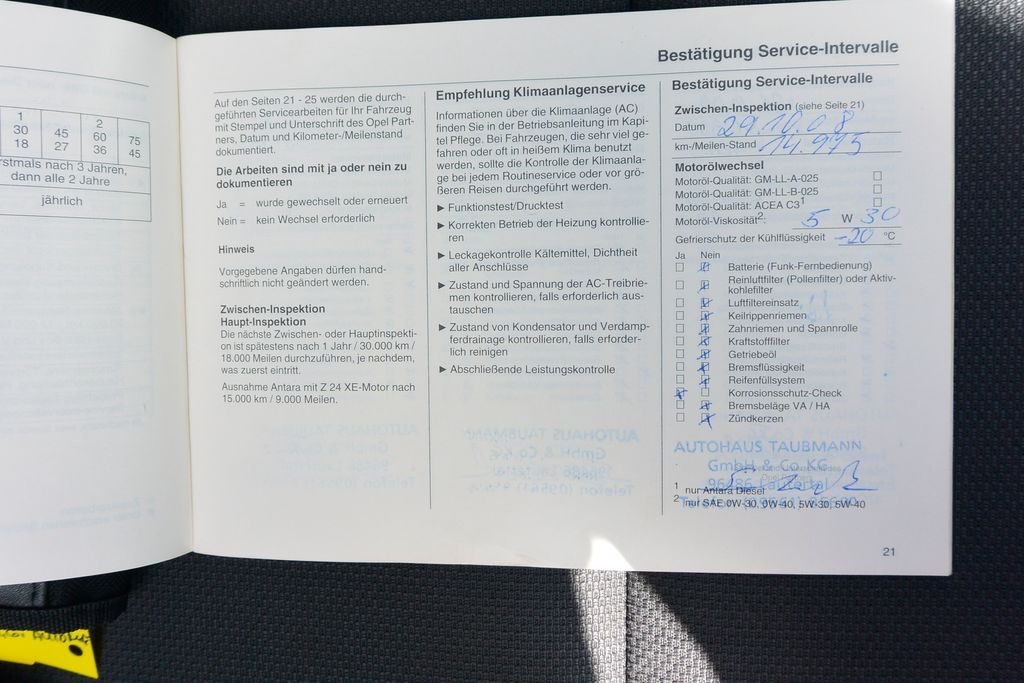 1 2
30 45 60 75
18 27 36 45
rstmals nach 3 Jahren,
dann alle 2 Jahre
jährlich
Bestätigung Service-Intervalle
Auf den Seiten 21 - 25 werden die durch-
geführten Servicearbeiten für Ihr Fahrzeug
mit Stempel und Unterschrift des Opel Part-
ners, Datum und Kilometer-/Meilenstand
dokumentiert.
Die Arbeiten sind mit ja oder nein zu
dokumentieren
Ja = wurde gewechselt oder erneuert
Nein = kein Wechsel erforderlich
Hinweis
Vorgegebene Angaben dürfen hand-
schriftlich nicht geändert werden.
Zwischen-Inspektion
Haupt-Inspektion
Die nächste Zwischen- oder Hauptinspekti-
on ist spätestens nach 1 Jahr / 30.000 km /
18.000 Meilen durchzuführen, je nachdem,
was zuerst eintritt.
Ausnahme Antara mit Z 24 XE-Motor nach
15.000 km / 9.000 Meilen.
Empfehlung Klimaanlagenservice
Informationen über die Klimaanlage (AC)
finden Sie in der Betriebsanleitung im Kapi-
tel Pflege. Bei Fahrzeugen, die sehr viel ge-
fahren oder oft in heißem Klima benutzt
werden, sollte die Kontrolle der Klimaanla-
ge bei jedem Routineservice oder vor grö-
ßeren Reisen durchgeführt werden.
▶ Funktionstest/Drucktest
▶ Korrekten Betrieb der Heizung kontrollie-
ren
▶ Leckagekontrolle Kältemittel, Dichtheit
aller Anschlüsse
▶ Zustand und Spannung der AC-Treibrie-
men kontrollieren, falls erforderlich aus-
tauschen
▶ Zustand von Kondensator und Verdamp-
ferdrainage kontrollieren, falls erforder-
lich reinigen
▶ Abschließende Leistungskontrolle
Bestätigung Service-Intervalle
Zwischen-Inspektion (siehe Seite 21)
Datum 29.10.08
km-/Meilen-Stand 14.975
Motorölwechsel
Motoröl-Qualität: GM-LL-A-025
Motoröl-Qualität: GM-LL-B-025
Motoröl-Qualität: ACEA C3¹
Motoröl-Viskosität²: 5 W 30
Gefrierschutz der Kühlflüssigkeit -20 °C
Ja Nein
Batterie (Funk-Fernbedienung)
Reinluftfilter (Pollenfilter) oder Aktiv-
kohlefilter
Luftfiltereinsatz
Keilrippenriemen
Zahnriemen und Spannrolle
Kraftstofffilter
Getriebeöl
Bremsflüssigkeit
Reifenfüllsystem
Korrosionsschutz-Check
Bremsbeläge VA / HA
Zündkerzen
AUTOHAUS TAUBMANN
GmbH & Co. KG
96486 Lautertal
Telefon (09561)
¹ nur Antara Diesel
² nur SAE 0W-30, 0W-40, 5W-30, 5W-40
21